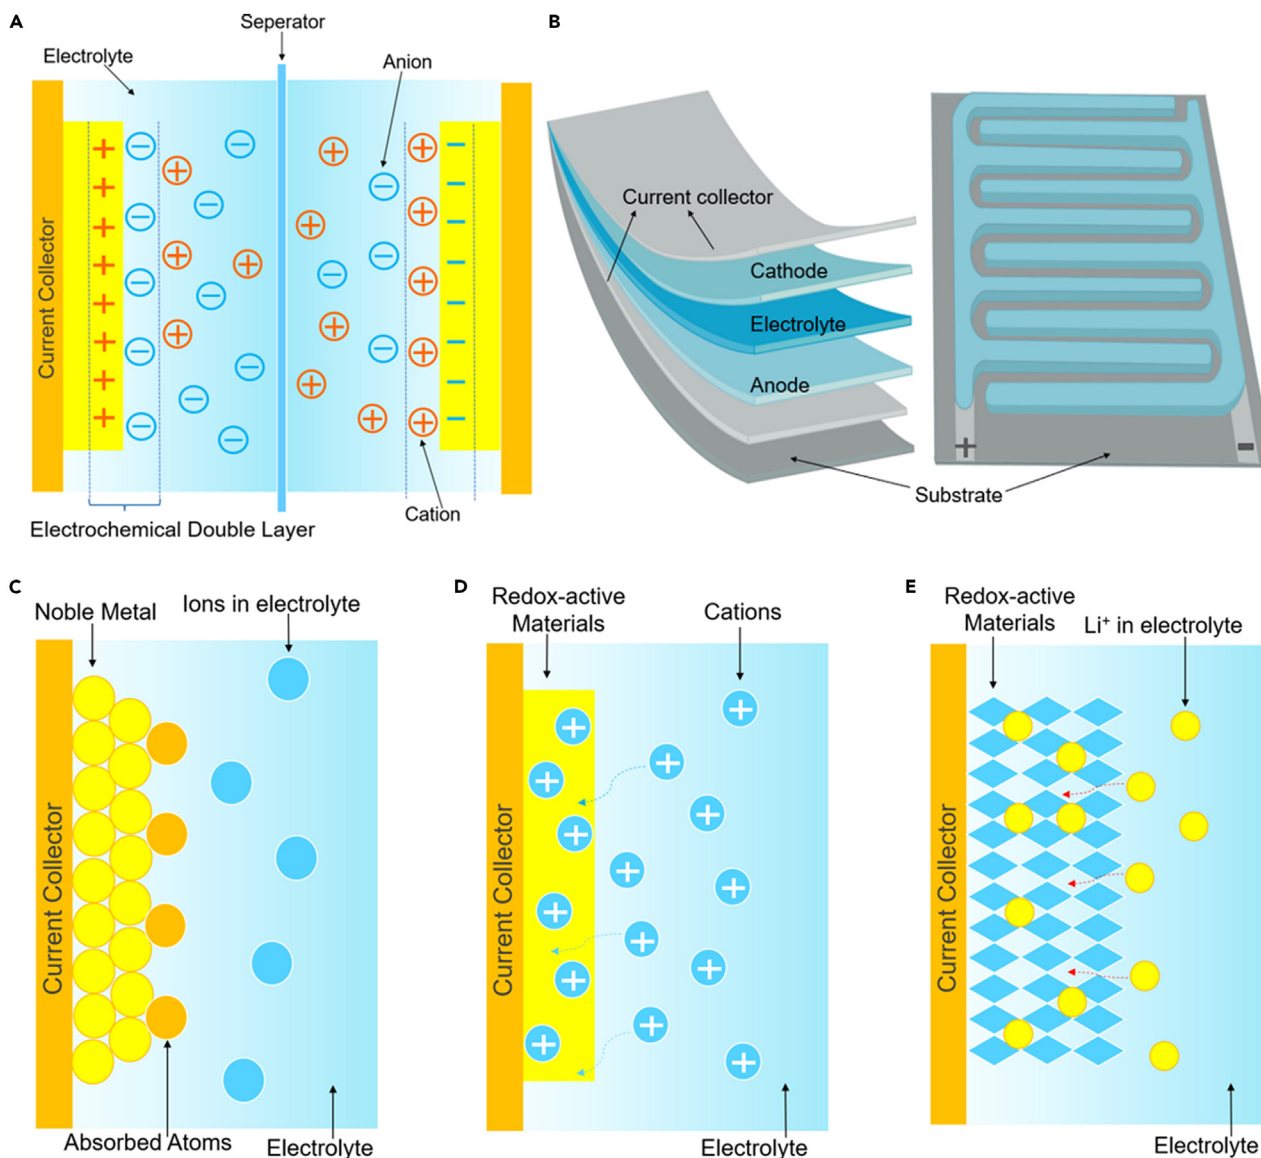 A
Seperator
Electrolyte
Anion
Current Collector
Cation
Electrochemical Double Layer
B
Current collector
Cathode
Electrolyte
Anode
Substrate
C
Noble Metal
Ions in electrolyte
Current Collector
Absorbed Atoms
Electrolyte
D
Redox-active
Materials
Cations
Current Collector
Electrolyte
E
Redox-active
Materials
Li⁺ in electrolyte
Current Collector
Electrolyte